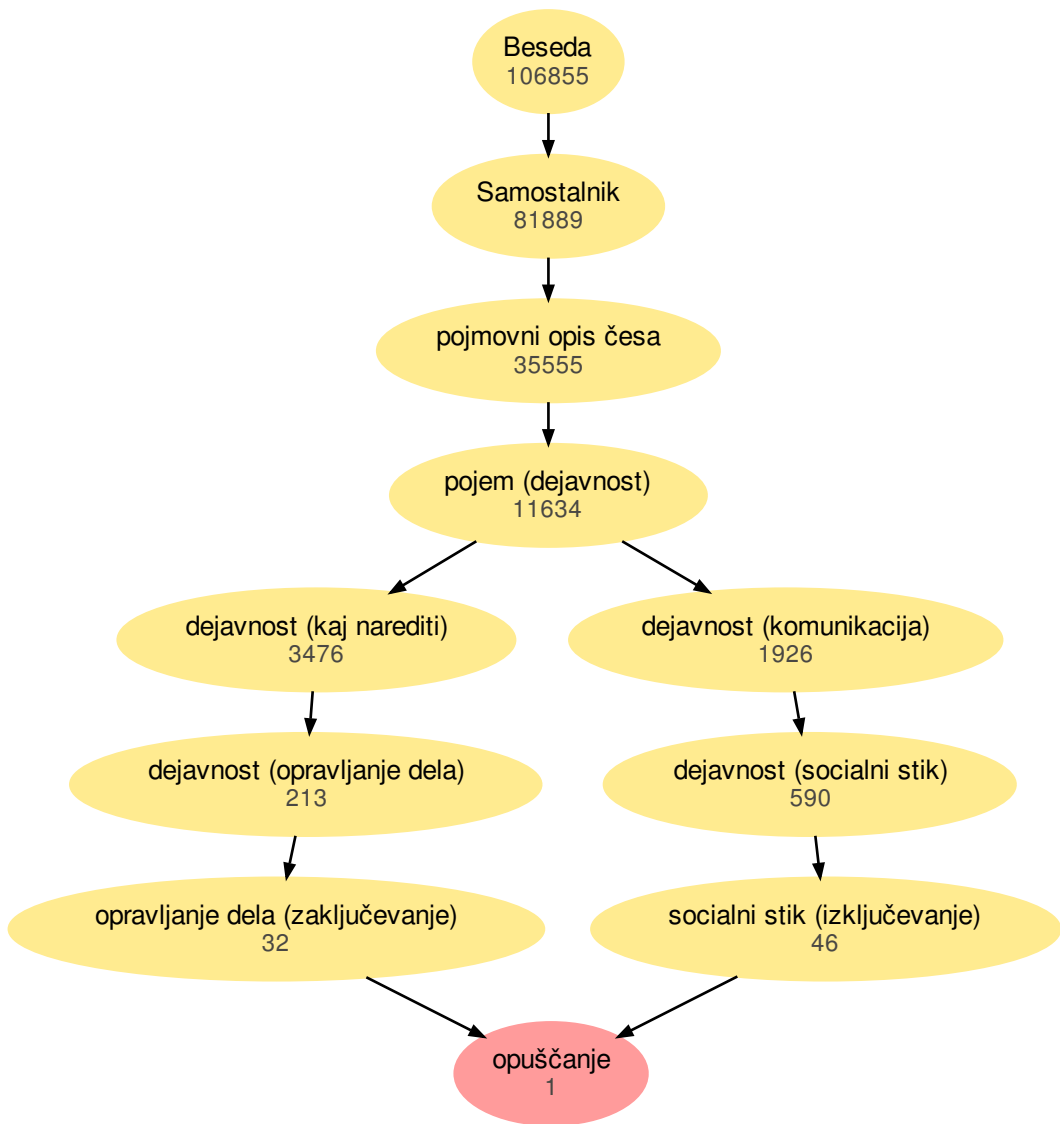 Beseda
106855
Samostalnik
81889
pojmovni opis česa
35555
pojem (dejavnost)
11634
dejavnost (kaj narediti)
3476
dejavnost (komunikacija)
1926
dejavnost (opravljanje dela)
213
dejavnost (socialni stik)
590
opravljanje dela (zaključevanje)
32
socialni stik (izključevanje)
46
opuščanje
1